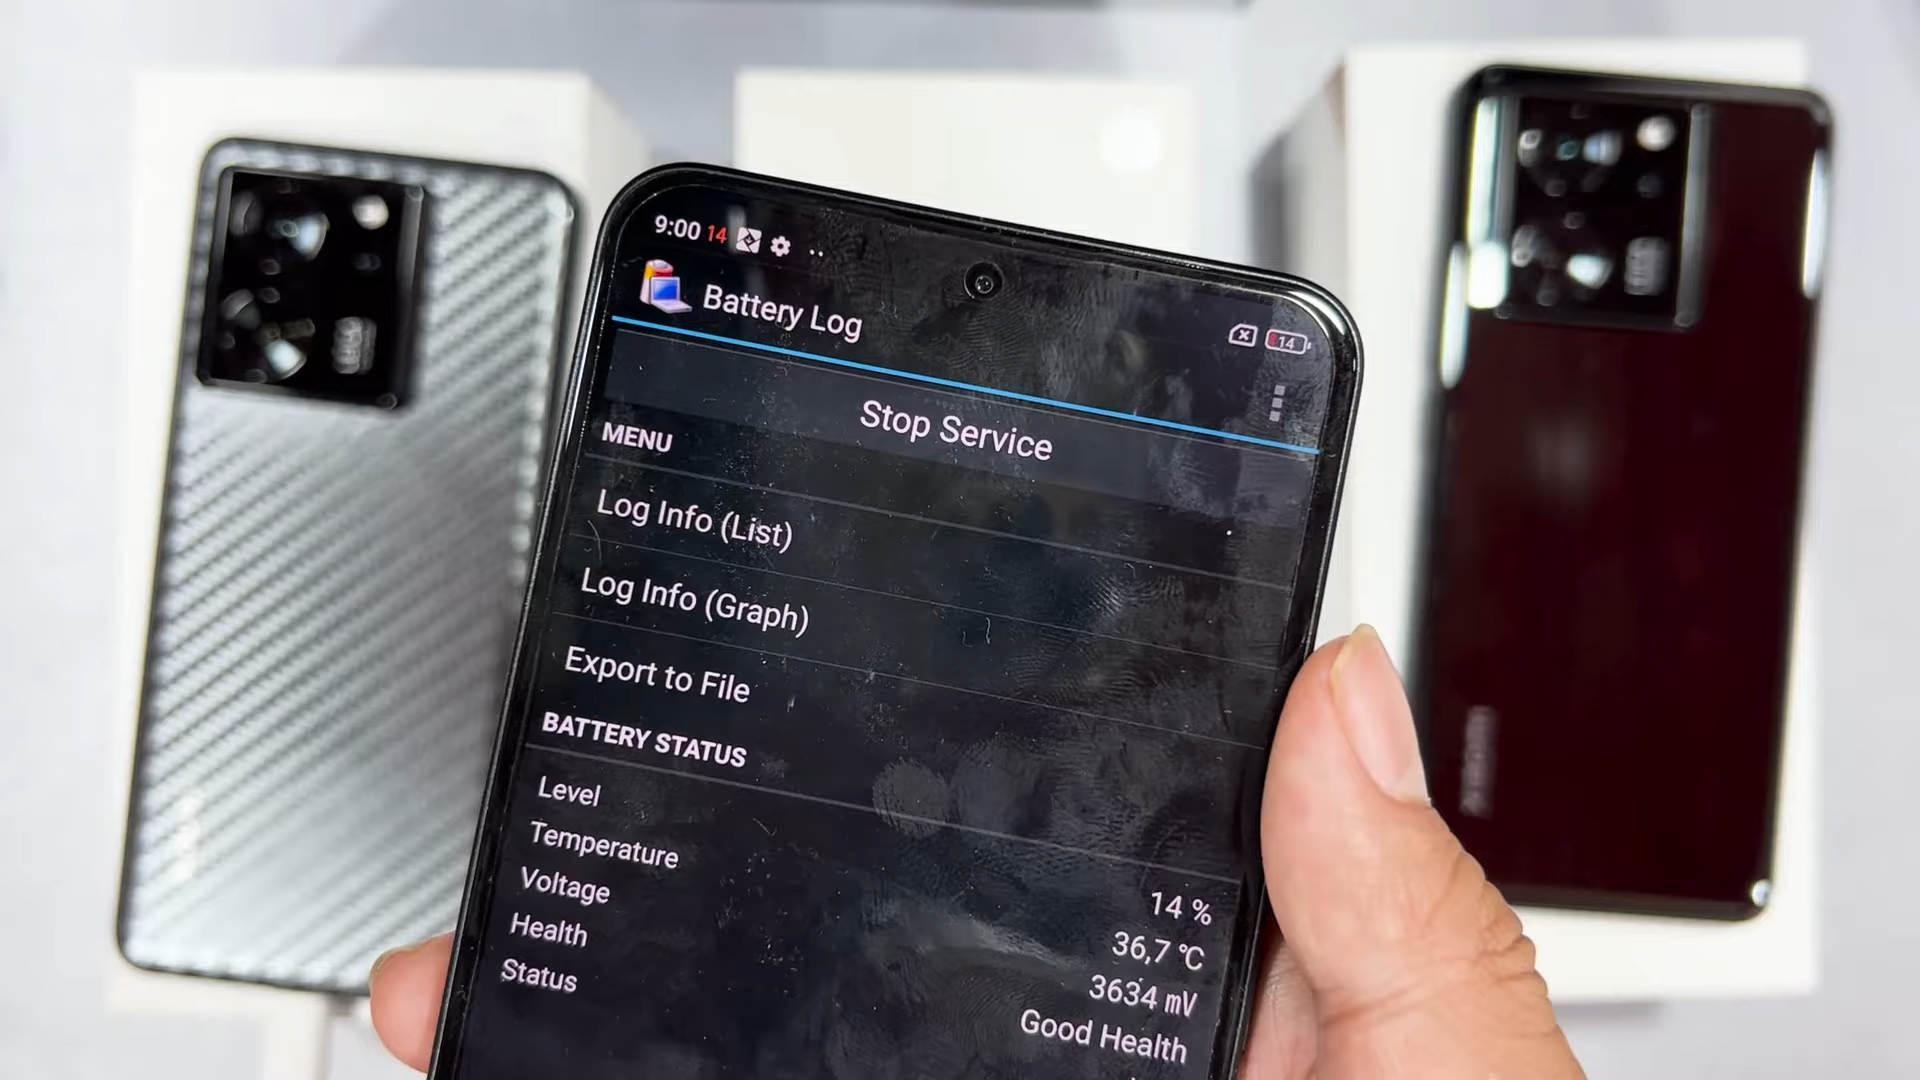 9:00 14
14
Battery Log
Stop Service
MENU
Log Info (List)
Log Info (Graph)
Export to File
BATTERY STATUS
Level 14 %
Temperature 36,7 °C
Voltage 3634 mV
Health Good Health
Status